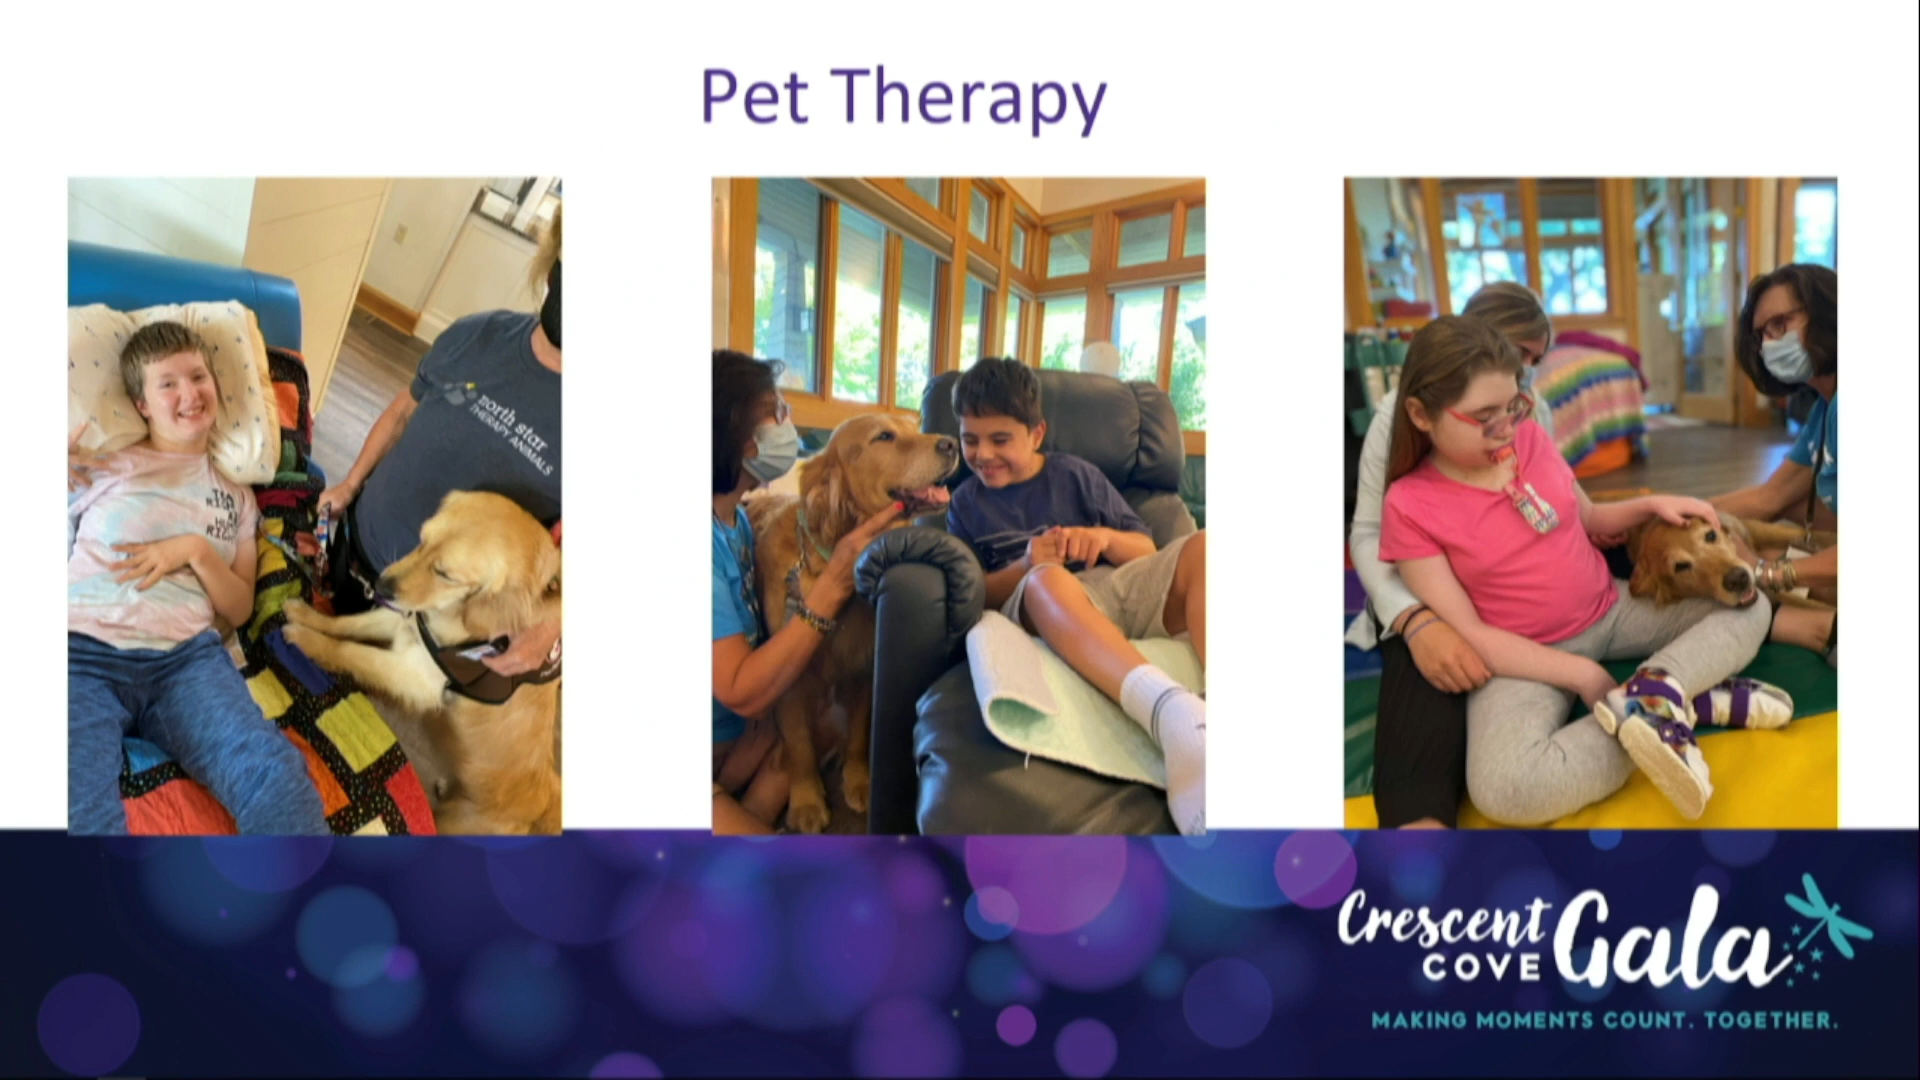 Pet Therapy
north star
THERAPY ANIMALS
Crescent
COVE
Gala
MAKING MOMENTS COUNT. TOGETHER.